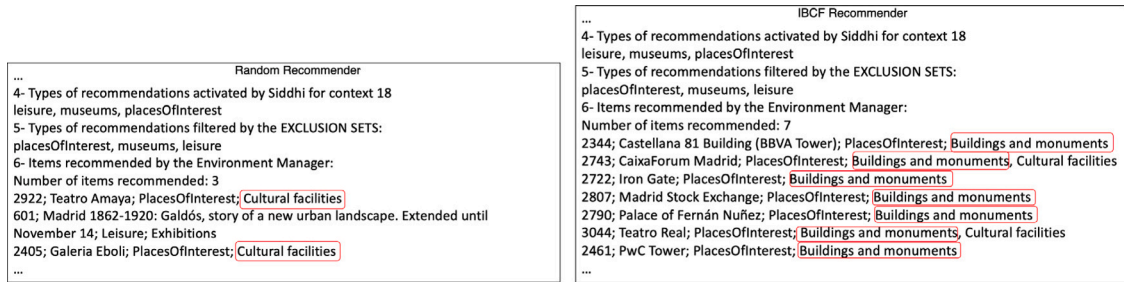 Random Recommender
...
4- Types of recommendations activated by Siddhi for context 18
leisure, museums, placesOfInterest
5- Types of recommendations filtered by the EXCLUSION SETS:
placesOfInterest, museums, leisure
6- Items recommended by the Environment Manager:
Number of items recommended: 3
2922; Teatro Amaya; PlacesOfInterest; Cultural facilities
601; Madrid 1862-1920: Galdós, story of a new urban landscape. Extended until
November 14; Leisure; Exhibitions
2405; Galeria Eboli; PlacesOfInterest; Cultural facilities
...
IBCF Recommender
...
4- Types of recommendations activated by Siddhi for context 18
leisure, museums, placesOfInterest
5- Types of recommendations filtered by the EXCLUSION SETS:
placesOfInterest, museums, leisure
6- Items recommended by the Environment Manager:
Number of items recommended: 7
2344; Castellana 81 Building (BBVA Tower); PlacesOfInterest; Buildings and monuments
2743; CaixaForum Madrid; PlacesOfInterest; Buildings and monuments, Cultural facilities
2722; Iron Gate; PlacesOfInterest; Buildings and monuments
2807; Madrid Stock Exchange; PlacesOfInterest; Buildings and monuments
2790; Palace of Fernán Nuñez; PlacesOfInterest; Buildings and monuments
3044; Teatro Real; PlacesOfInterest; Buildings and monuments, Cultural facilities
2461; PwC Tower; PlacesOfInterest; Buildings and monuments
...